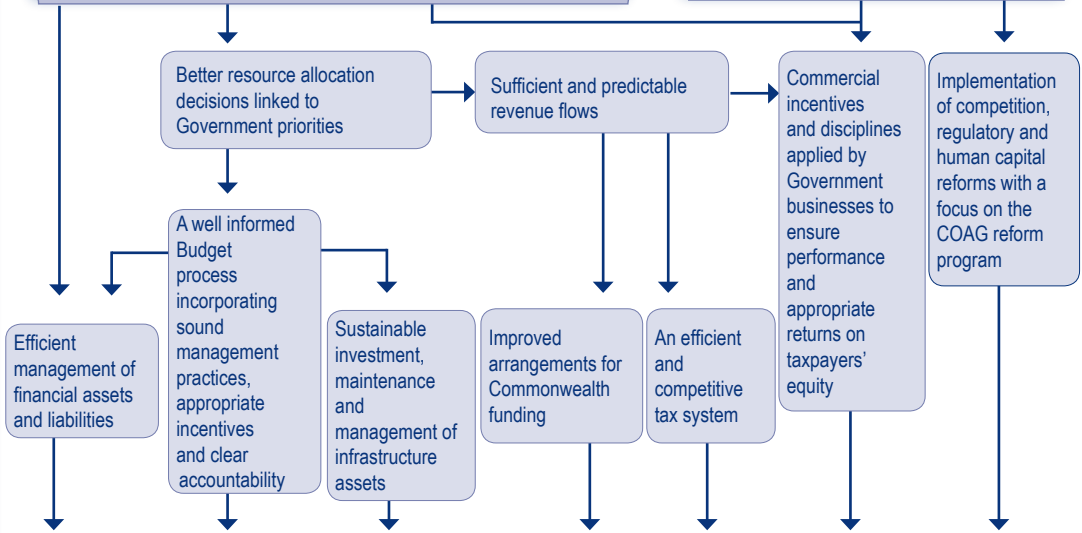 Better resource allocation
decisions linked to
Government priorities
Sufficient and predictable
revenue flows
Commercial
incentives
and disciplines
applied by
Government
businesses to
ensure
performance
and
appropriate
returns on
taxpayers’
equity
Implementation
of competition,
regulatory and
human capital
reforms with a
focus on the
COAG reform
program
A well informed
Budget
process
incorporating
sound
management
practices,
appropriate
incentives
and clear
accountability
Efficient
management of
financial assets
and liabilities
Sustainable
investment,
maintenance
and
management of
infrastructure
assets
Improved
arrangements for
Commonwealth
funding
An efficient
and
competitive
tax system